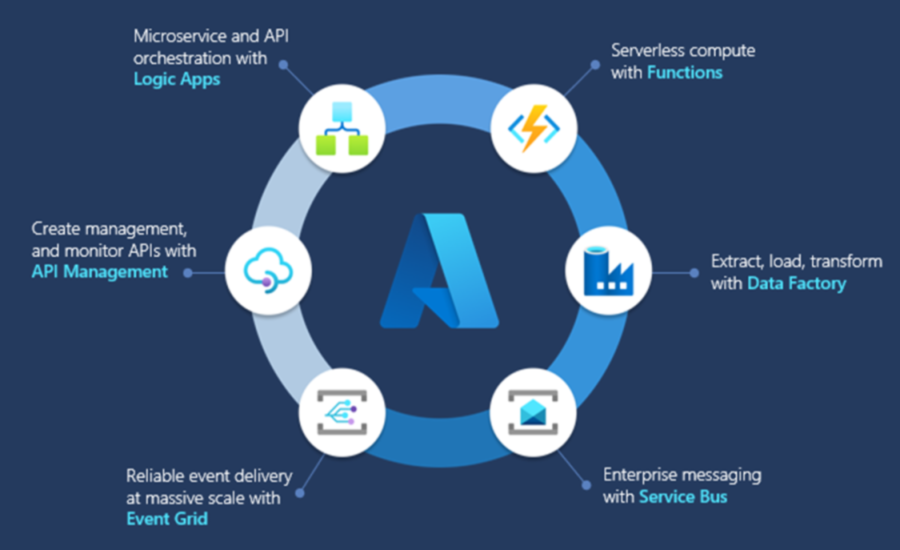 Microservice and API
orchestration with
Logic Apps
Serverless compute
with Functions
Create management,
and monitor APIs with
API Management
Extract, load, transform
with Data Factory
Reliable event delivery
at massive scale with
Event Grid
Enterprise messaging
with Service Bus